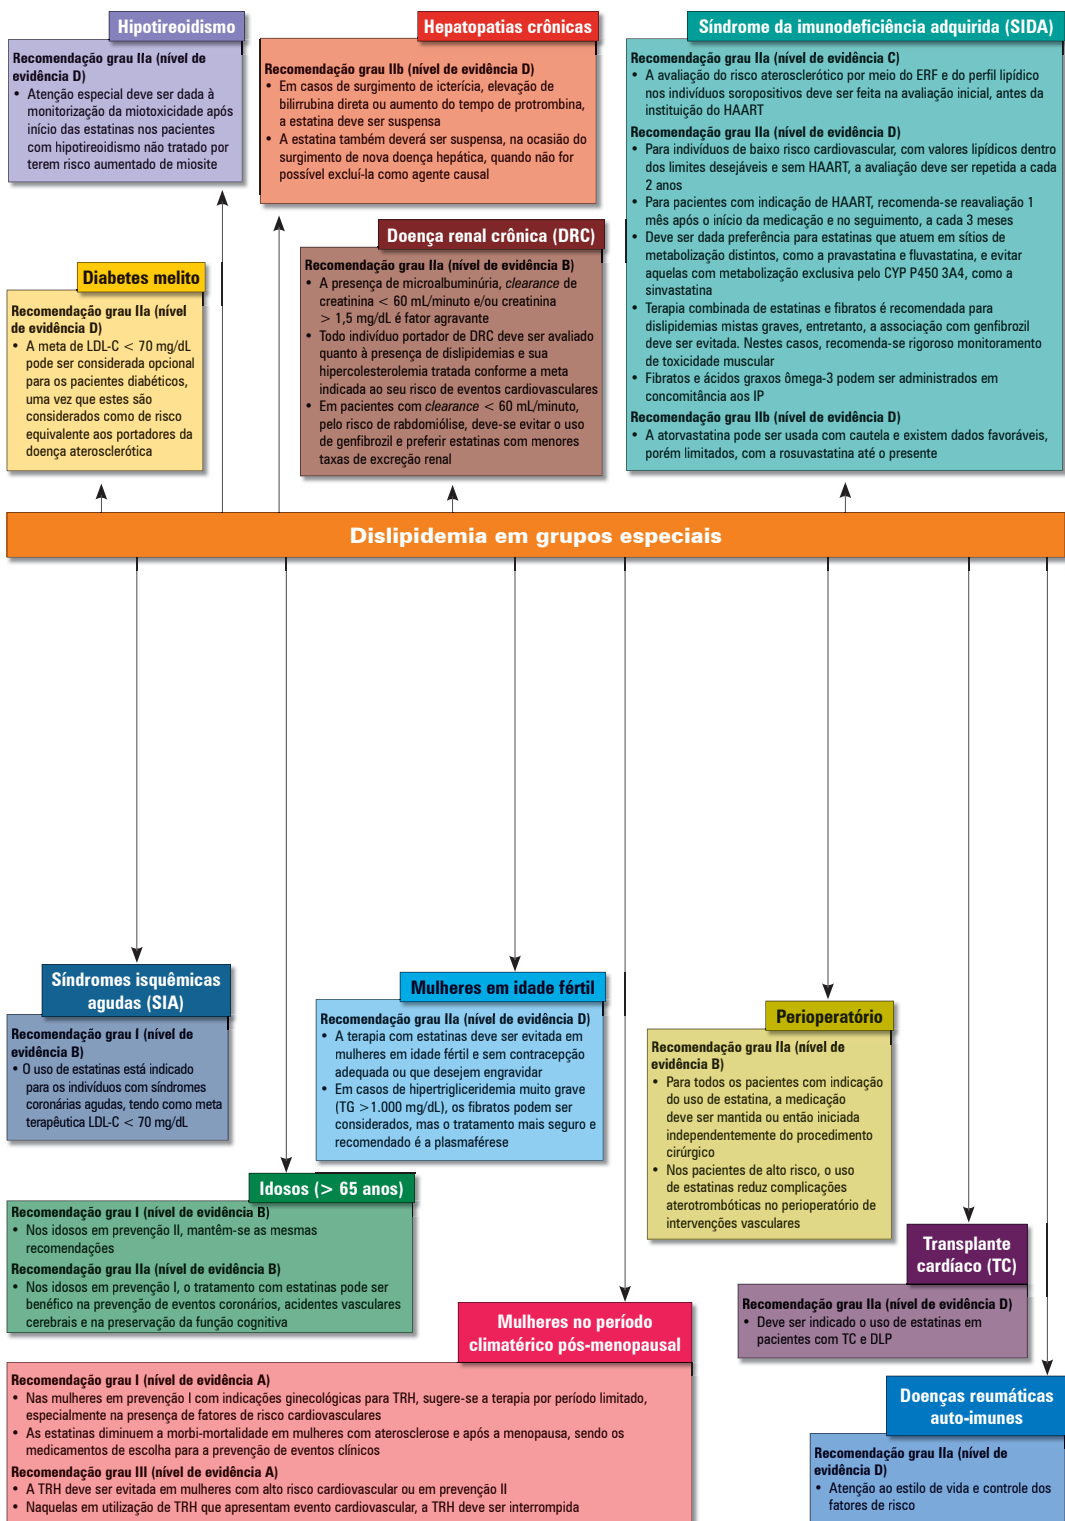 Hipotireoidismo
Recomendação grau IIa (nível de
evidência D)
• Atenção especial deve ser dada à
monitorização da miotoxicidade após
início das estatinas nos pacientes
com hipotireoidismo não tratado por
terem risco aumentado de miosite
Hepatopatias crônicas
Recomendação grau IIb (nível de evidência D)
• Em casos de surgimento de icterícia, elevação de
bilirrubina direta ou aumento do tempo de protrombina,
a estatina deve ser suspensa
• A estatina também deverá ser suspensa, na ocasião do
surgimento de nova doença hepática, quando não for
possível excluí-la como agente causal
Síndrome da imunodeficiência adquirida (SIDA)
Recomendação grau IIa (nível de evidência C)
• A avaliação do risco aterosclerótico por meio do ERF e do perfil lipídico
nos indivíduos soropositivos deve ser feita na avaliação inicial, antes da
instituição do HAART
Recomendação grau IIa (nível de evidência D)
• Para indivíduos de baixo risco cardiovascular, com valores lipídicos dentro
dos limites desejáveis e sem HAART, a avaliação deve ser repetida a cada
2 anos
• Para pacientes com indicação de HAART, recomenda-se reavaliação 1
mês após o início da medicação e no seguimento, a cada 3 meses
• Deve ser dada preferência para estatinas que atuem em sítios de
metabolização distintos, como a pravastatina e fluvastatina, e evitar
aquelas com metabolização exclusiva pelo CYP P450 3A4, como a
sinvastatina
• Terapia combinada de estatinas e fibratos é recomendada para
dislipidemias mistas graves, entretanto, a associação com genfibrozil
deve ser evitada. Nestes casos, recomenda-se rigoroso monitoramento
de toxicidade muscular
• Fibratos e ácidos graxos ômega-3 podem ser administrados em
concomitância aos IP
Recomendação grau IIb (nível de evidência D)
• A atorvastatina pode ser usada com cautela e existem dados favoráveis,
porém limitados, com a rosuvastatina até o presente
Doença renal crônica (DRC)
Recomendação grau IIa (nível de evidência B)
• A presença de microalbuminúria, clearance de
creatinina < 60 mL/minuto e/ou creatinina
> 1,5 mg/dL é fator agravante
• Todo indivíduo portador de DRC deve ser avaliado
quanto à presença de dislipidemias e sua
hipercolesterolemia tratada conforme a meta
indicada ao seu risco de eventos cardiovasculares
• Em pacientes com clearance < 60 mL/minuto,
pelo risco de rabdomiólise, deve-se evitar o uso
de genfibrozil e preferir estatinas com menores
taxas de excreção renal
Diabetes melito
Recomendação grau IIa (nível
de evidência D)
• A meta de LDL-C < 70 mg/dL
pode ser considerada opcional
para os pacientes diabéticos,
uma vez que estes são
considerados como de risco
equivalente aos portadores da
doença aterosclerótica
Dislipidemia em grupos especiais
Síndromes isquêmicas
agudas (SIA)
Recomendação grau I (nível de
evidência B)
• O uso de estatinas está indicado
para os indivíduos com síndromes
coronárias agudas, tendo como meta
terapêutica LDL-C < 70 mg/dL
Mulheres em idade fértil
Recomendação grau IIa (nível de evidência D)
• A terapia com estatinas deve ser evitada em
mulheres em idade fértil e sem contracepção
adequada ou que desejem engravidar
• Em casos de hipertrigliceridemia muito grave
(TG >1.000 mg/dL), os fibratos podem ser
considerados, mas o tratamento mais seguro e
recomendado é a plasmaférese
Perioperatório
Recomendação grau IIa (nível de
evidência B)
• Para todos os pacientes com indicação
do uso de estatina, a medicação
deve ser mantida ou então iniciada
independentemente do procedimento
cirúrgico
• Nos pacientes de alto risco, o uso
de estatinas reduz complicações
aterotrombóticas no perioperatório de
intervenções vasculares
Idosos (> 65 anos)
Recomendação grau I (nível de evidência B)
• Nos idosos em prevenção II, mantêm-se as mesmas
recomendações
Recomendação grau IIa (nível de evidência B)
• Nos idosos em prevenção I, o tratamento com estatinas pode ser
benéfico na prevenção de eventos coronários, acidentes vasculares
cerebrais e na preservação da função cognitiva
Transplante
cardíaco (TC)
Recomendação grau IIa (nível de evidência D)
• Deve ser indicado o uso de estatinas em
pacientes com TC e DLP
Mulheres no período
climatérico pós-menopausal
Recomendação grau I (nível de evidência A)
• Nas mulheres em prevenção I com indicações ginecológicas para TRH, sugere-se a terapia por período limitado,
especialmente na presença de fatores de risco cardiovasculares
• As estatinas diminuem a morbi-mortalidade em mulheres com aterosclerose e após a menopausa, sendo os
medicamentos de escolha para a prevenção de eventos clínicos
Recomendação grau III (nível de evidência A)
• A TRH deve ser evitada em mulheres com alto risco cardiovascular ou em prevenção II
• Naquelas em utilização de TRH que apresentam evento cardiovascular, a TRH deve ser interrompida
Doenças reumáticas
auto-imunes
Recomendação grau IIa (nível de
evidência D)
• Atenção ao estilo de vida e controle dos
fatores de risco